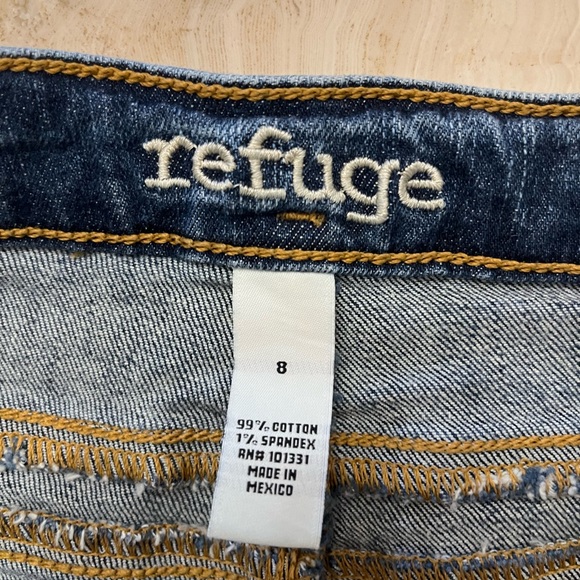 refuge
8
99% COTTON
1% SPANDEX
RN# 101331
MADE IN
MEXICO